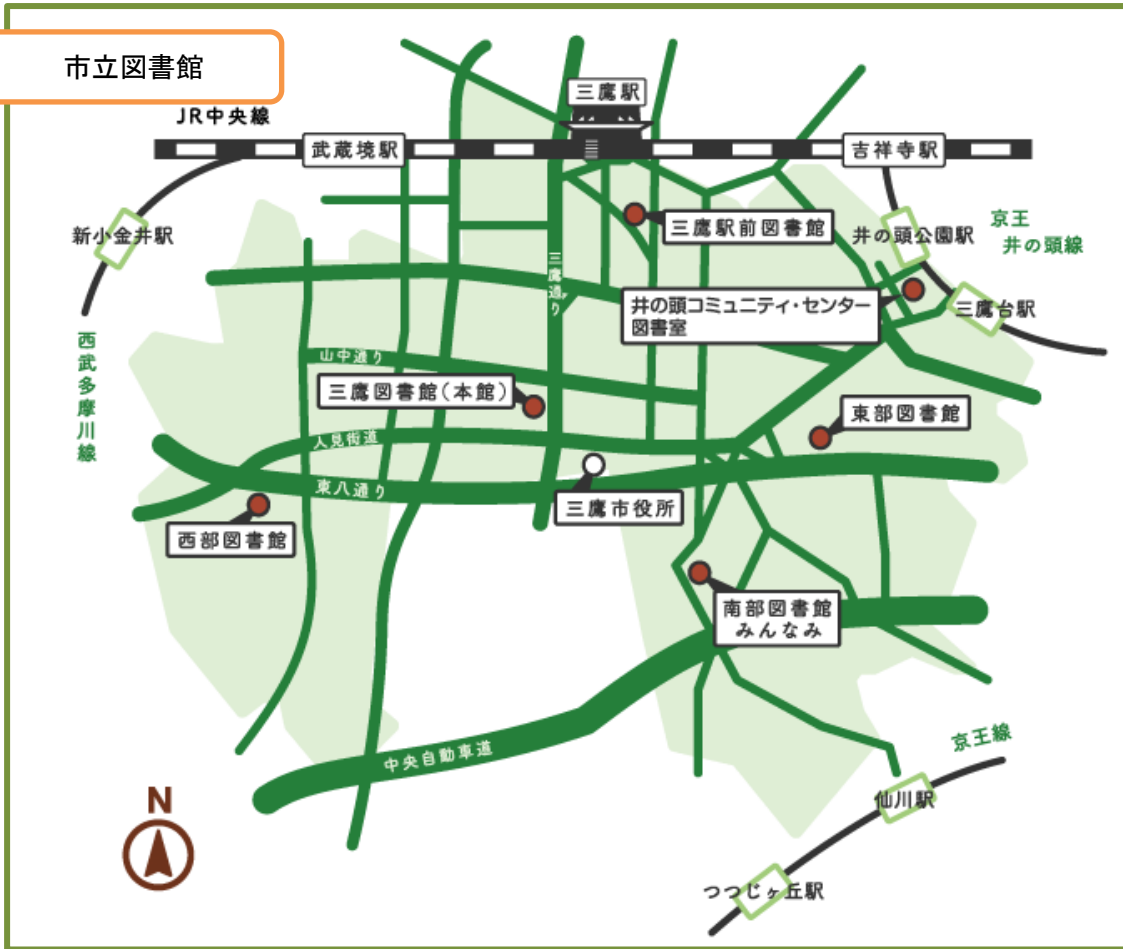 市立図書館
三鷹駅
JR中央線
武蔵境駅
吉祥寺駅
新小金井駅
三鷹駅前図書館
井の頭公園駅
京王
井の頭線
三鷹通り
井の頭コミュニティ・センター
図書室
三鷹台駅
西武多摩川線
山中通り
三鷹図書館(本館)
東部図書館
人見街道
東八通り
三鷹市役所
西部図書館
南部図書館
みんなみ
中央自動車道
京王線
N
仙川駅
つつじヶ丘駅